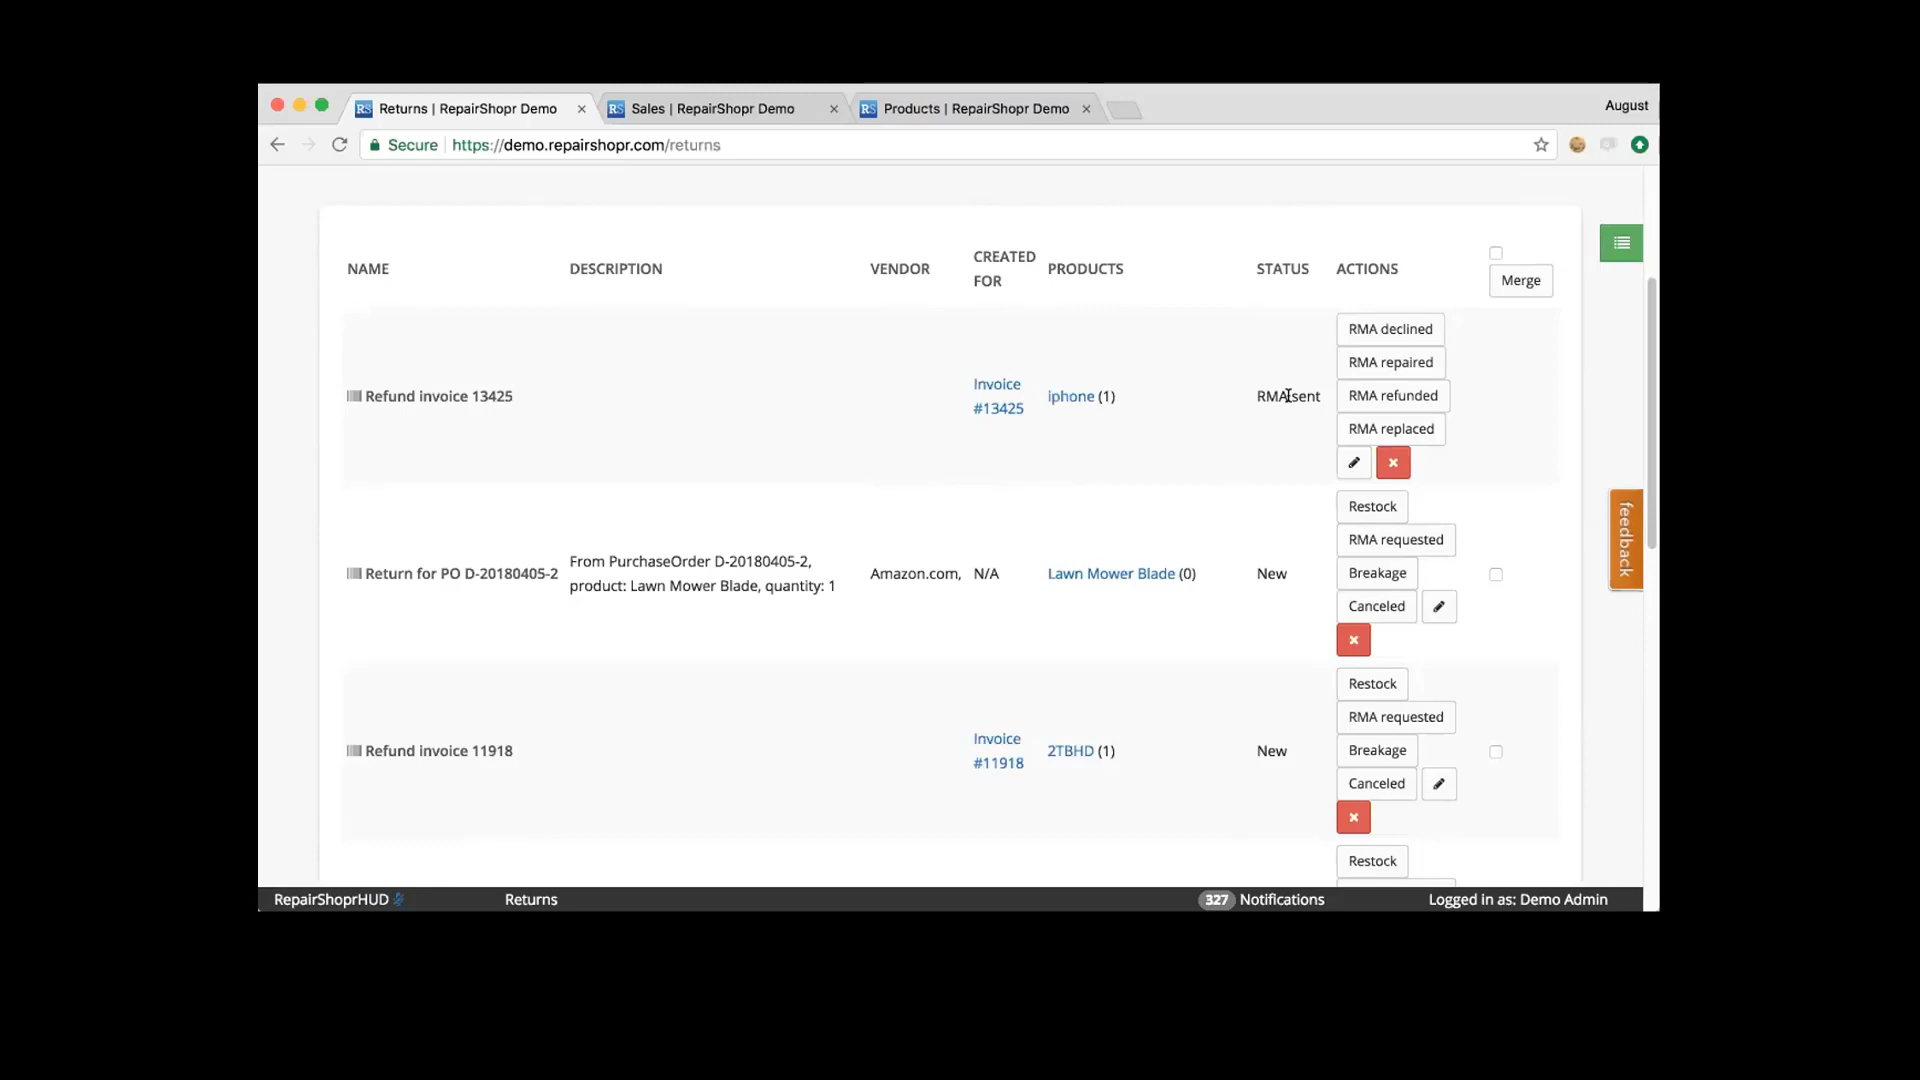 Returns | RepairShopr Demo
Sales | RepairShopr Demo
Products | RepairShopr Demo
August
Secure
https://demo.repairshopr.com/returns
NAME
DESCRIPTION
VENDOR
CREATED
FOR
PRODUCTS
STATUS
ACTIONS
Merge
Refund invoice 13425
Invoice
#13425
iphone (1)
RMA sent
RMA declined
RMA repaired
RMA refunded
RMA replaced
Return for PO D-20180405-2
From PurchaseOrder D-20180405-2,
product: Lawn Mower Blade, quantity: 1
Amazon.com,
N/A
Lawn Mower Blade (0)
New
Restock
RMA requested
Breakage
Canceled
Refund invoice 11918
Invoice
#11918
2TBHD (1)
New
Restock
RMA requested
Breakage
Canceled
Restock
feedback
RepairShoprHUD
Returns
327 Notifications
Logged in as: Demo Admin